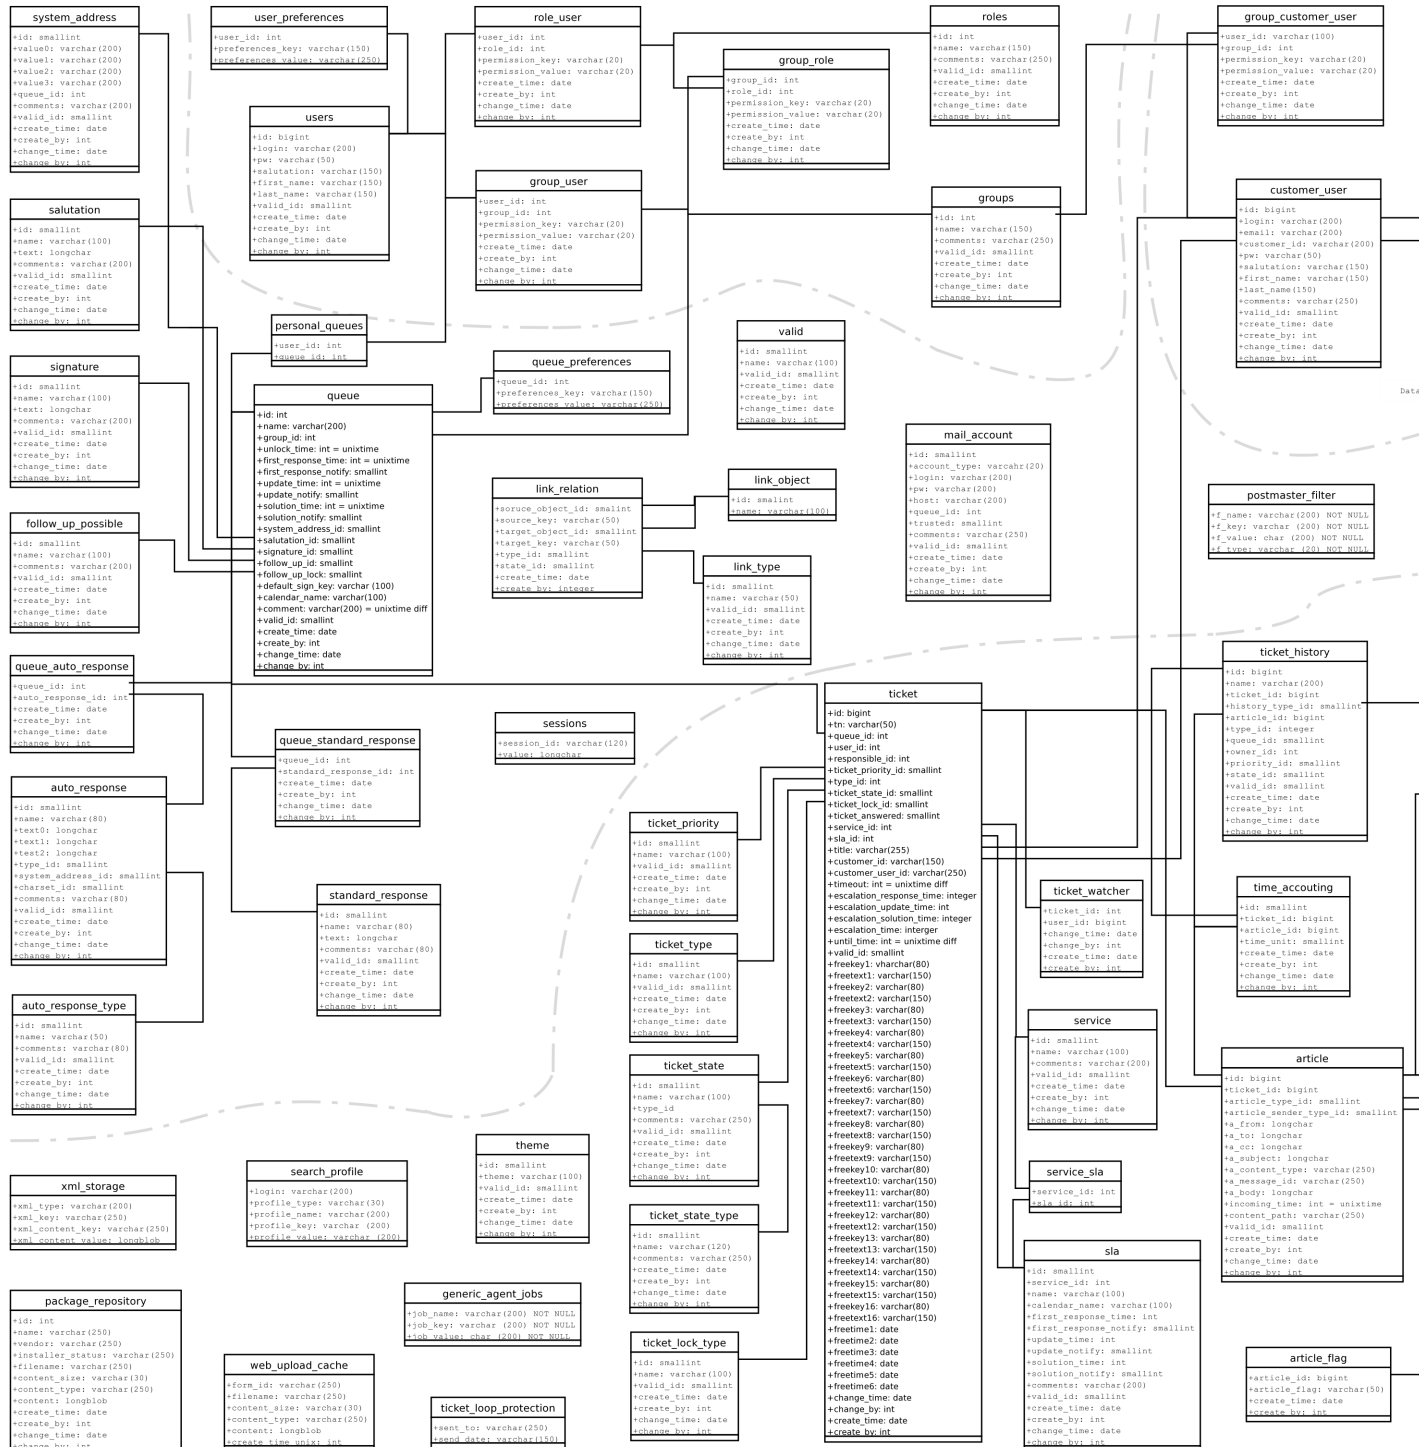 system_address
+id: smallint
+value0: varchar(200)
+value1: varchar(200)
+value2: varchar(200)
+value3: varchar(200)
+queue_id: int
+comments: varchar(200)
+valid_id: smallint
+create_time: date
+create_by: int
+change_time: date
+change_by: int
user_preferences
+user_id: int
+preferences_key: varchar(150)
+preferences_value: varchar(250)
role_user
+user_id: int
+role_id: int
+permission_key: varchar(20)
+permission_value: varchar(20)
+create_time: date
+create_by: int
+change_time: date
+change_by: int
group_role
+group_id: int
+role_id: int
+permission_key: varchar(20)
+permission_value: varchar(20)
+create_time: date
+create_by: int
+change_time: date
+change_by: int
roles
+id: int
+name: varchar(150)
+comments: varchar(250)
+valid_id: smallint
+create_time: date
+create_by: int
+change_time: date
+change_by: int
group_customer_user
+user_id: varchar(100)
+group_id: int
+permission_key: varchar(20)
+permission_value: varchar(20)
+create_time: date
+create_by: int
+change_time: date
+change_by: int
users
+id: bigint
+login: varchar(200)
+pw: varchar(50)
+salutation: varchar(150)
+first_name: varchar(150)
+last_name: varchar(150)
+valid_id: smallint
+create_time: date
+create_by: int
+change_time: date
+change_by: int
group_user
+user_id: int
+group_id: int
+permission_key: varchar(20)
+permission_value: varchar(20)
+create_time: date
+create_by: int
+change_time: date
+change_by: int
groups
+id: int
+name: varchar(150)
+comments: varchar(250)
+valid_id: smallint
+create_time: date
+create_by: int
+change_time: date
+change_by: int
customer_user
+id: bigint
+login: varchar(200)
+email: varchar(200)
+customer_id: varchar(200)
+pw: varchar(50)
+salutation: varchar(150)
+first_name: varchar(150)
+last_name(150)
+comments: varchar(250)
+valid_id: smallint
+create_time: date
+create_by: int
+change_time: date
+change_by: int
salutation
+id: smallint
+name: varchar(100)
+text: longchar
+comments: varchar(200)
+valid_id: smallint
+create_time: date
+create_by: int
+change_time: date
+change_by: int
personal_queues
+user_id: int
+queue_id: int
queue_preferences
+queue_id: int
+preferences_key: varchar(150)
+preferences_value: varchar(250)
valid
+id: smallint
+name: varchar(100)
+valid_id: smallint
+create_time: date
+create_by: int
+change_time: date
+change_by: int
Data
signature
+id: smallint
+name: varchar(100)
+text: longchar
+comments: varchar(200)
+valid_id: smallint
+create_time: date
+create_by: int
+change_time: date
+change_by: int
queue
+id: int
+name: varchar(200)
+group_id: int
+unlock_time: int = unixtime
+first_response_time: int = unixtime
+first_response_notify: smallint
+update_time: int = unixtime
+update_notify: smallint
+solution_time: int = unixtime
+solution_notify: smallint
+system_address_id: smallint
+salutation_id: smallint
+signature_id: smallint
+follow_up_id: smallint
+follow_up_lock: smallint
+default_sign_key: varchar (100)
+calendar_name: varchar(100)
+comment: varchar(200) = unixtime diff
+valid_id: smallint
+create_time: date
+create_by: int
+change_time: date
+change_by: int
link_relation
+soruce_object_id: smalint
+source_key: varchar(50)
+target_object_id: smallint
+target_key: varchar(50)
+type_id: smallint
+state_id: smallint
+create_time: date
+create_by: integer
link_object
+id: smalint
+name: varchar(100)
link_type
+id: smallint
+name: varchar(50)
+valid_id: smallint
+create_time: date
+create_by: int
+change_time: date
+change_by: int
mail_account
+id: smallint
+account_type: varcahr(20)
+login: varchar(200)
+pw: varchar(200)
+host: varchar(200)
+queue_id: int
+trusted: smallint
+comments: varchar(250)
+valid_id: smallint
+create_time: date
+create_by: int
+change_time: date
+change_by: int
postmaster_filter
+f_name: varchar(200) NOT NULL
+f_key: varchar (200) NOT NULL
+f_value: char (200) NOT NULL
+f_type: varchar (20) NOT NULL
follow_up_possible
+id: smallint
+name: varchar(100)
+comments: varchar(200)
+valid_id: smallint
+create_time: date
+create_by: int
+change_time: date
+change_by: int
queue_auto_response
+queue_id: int
+auto_response_id: int
+create_time: date
+create_by: int
+change_time: date
+change_by: int
queue_standard_response
+queue_id: int
+standard_response_id: int
+create_time: date
+create_by: int
+change_time: date
+change_by: int
sessions
+session_id: varchar(120)
+value: longchar
auto_response
+id: smallint
+name: varchar(80)
+text0: longchar
+text1: longchar
+test2: longchar
+type_id: smallint
+system_address_id: smallint
+charset_id: smallint
+comments: varchar(80)
+valid_id: smallint
+create_time: date
+create_by: int
+change_time: date
+change_by: int
standard_response
+id: smallint
+name: varchar(80)
+text: longchar
+comments: varchar(80)
+valid_id: smallint
+create_time: date
+create_by: int
+change_time: date
+change_by: int
auto_response_type
+id: smallint
+name: varchar(50)
+comments: varchar(80)
+valid_id: smallint
+create_time: date
+create_by: int
+change_time: date
+change_by: int
ticket_priority
+id: smallint
+name: varchar(100)
+valid_id: smallint
+create_time: date
+create_by: int
+change_time: date
+change_by: int
ticket_type
+id: smallint
+name: varchar(100)
+valid_id: smallint
+create_time: date
+create_by: int
+change_time: date
+change_by: int
ticket_state
+id: smallint
+name: varchar(100)
+type_id
+comments: varchar(250)
+valid_id: smallint
+create_time: date
+create_by: int
+change_time: date
+change_by: int
ticket_state_type
+id: smallint
+name: varchar(120)
+comments: varchar(250)
+create_time: date
+create_by: int
+change_time: date
+change_by: int
ticket_lock_type
+id: smallint
+name: varchar(100)
+valid_id: smallint
+create_time: date
+create_by: int
+change_time: date
+change_by: int
ticket
+id: bigint
+tn: varchar(50)
+queue_id: int
+user_id: int
+responsible_id: int
+ticket_priority_id: smallint
+type_id: int
+ticket_state_id: smallint
+ticket_lock_id: smallint
+ticket_answered: smallint
+service_id: int
+sla_id: int
+title: varchar(255)
+customer_id: varchar(150)
+customer_user_id: varchar(250)
+timeout: int = unixtime diff
+escalation_response_time: integer
+escalation_update_time: int
+escalation_solution_time: integer
+escalation_time: interger
+until_time: int = unixtime diff
+valid_id: smallint
+freekey1: vharchar(80)
+freetext1: varchar(150)
+freekey2: varchar(80)
+freetext2: varchar(150)
+freekey3: varchar(80)
+freetext3: varchar(150)
+freekey4: varchar(80)
+freetext4: varchar(150)
+freekey5: varchar(80)
+freetext5: varchar(150)
+freekey6: varchar(80)
+freetext6: varchar(150)
+freekey7: varchar(80)
+freetext7: varchar(150)
+freekey8: varchar(80)
+freetext8: varchar(150)
+freekey9: varchar(80)
+freetext9: varchar(150)
+freekey10: varchar(80)
+freetext10: varchar(150)
+freekey11: varchar(80)
+freetext11: varchar(150)
+freekey12: varchar(80)
+freetext12: varchar(150)
+freekey13: varchar(80)
+freetext13: varchar(150)
+freekey14: varchar(80)
+freetext14: varchar(150)
+freekey15: varchar(80)
+freetext15: varchar(150)
+freekey16: varchar(80)
+freetext16: varchar(150)
+freetime1: date
+freetime2: date
+freetime3: date
+freetime4: date
+freetime5: date
+freetime6: date
+change_time: date
+change_by: int
+create_time: date
+create_by: int
ticket_history
+id: bigint
+name: varchar(200)
+ticket_id: bigint
+history_type_id: smallint
+article_id: bigint
+type_id: integer
+queue_id: smallint
+owner_id: int
+priority_id: smallint
+state_id: smallint
+valid_id: smallint
+create_time: date
+create_by: int
+change_time: date
+change_by: int
ticket_watcher
+ticket_id: int
+user_id: bigint
+change_time: date
+change_by: int
+create_time: date
+create_by: int
time_accouting
+id: smallint
+ticket_id: bigint
+article_id: bigint
+time_unit: smallint
+create_time: date
+create_by: int
+change_time: date
+change_by: int
service
+id: smallint
+name: varchar(100)
+comments: varchar(200)
+valid_id: smallint
+create_time: date
+create_by: int
+change_time: date
+change_by: int
service_sla
+service_id: int
+sla_id: int
sla
+id: smallint
+service_id: int
+name: varchar(100)
+calendar_name: varchar(100)
+first_response_time: int
+first_response_notify: smallint
+update_time: int
+update_notify: smallint
+solution_time: int
+solution_notify: smallint
+comments: varchar(200)
+valid_id: smallint
+create_time: date
+create_by: int
+change_time: date
+change_by: int
article
+id: bigint
+ticket_id: bigint
+article_type_id: smallint
+article_sender_type_id: smallint
+a_from: longchar
+a_to: longchar
+a_cc: longchar
+a_subject: longchar
+a_content_type: varchar(250)
+a_message_id: varchar(250)
+a_body: longchar
+incoming_time: int = unixtime
+content_path: varchar(250)
+valid_id: smallint
+create_time: date
+create_by: int
+change_time: date
+change_by: int
article_flag
+article_id: bigint
+article_flag: varchar(50)
+create_time: date
+create_by: int
xml_storage
+xml_type: varchar(200)
+xml_key: varchar(250)
+xml_content_key: varchar(250)
+xml_content_value: longblob
search_profile
+login: varchar(200)
+profile_type: varchar(30)
+profile_name: varchar(200)
+profile_key: varchar (200)
+profile_value: varchar (200)
theme
+id: smallint
+theme: varchar(100)
+valid_id: smallint
+create_time: date
+create_by: int
+change_time: date
+change_by: int
generic_agent_jobs
+job_name: varchar(200) NOT NULL
+job_key: varchar (200) NOT NULL
+job_value: char (200) NOT NULL
package_repository
+id: int
+name: varchar(250)
+vendor: varchar(250)
+installer_status: varchar(250)
+filename: varchar(250)
+content_size: varchar(30)
+content_type: varchar(250)
+content: longblob
+create_time: date
+create_by: int
+change_time: date
+change_by: int
web_upload_cache
+form_id: varchar(250)
+filename: varchar(250)
+content_size: varchar(30)
+content_type: varchar(250)
+content: longblob
+create_time_unix: int
ticket_loop_protection
+sent_to: varchar(250)
+send_date: varchar(150)